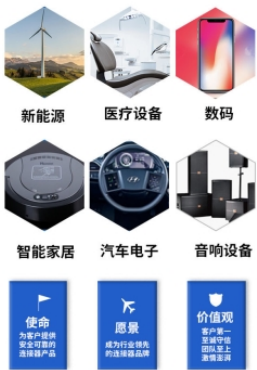 新能源
医疗设备
数码
智能家居
汽车电子
音响设备
使命
为客户提供
安全可靠的
连接器产品
愿景
成为行业领先
的连接器品牌
价值观
客户第一
至诚守信
团队至上
激情澎湃